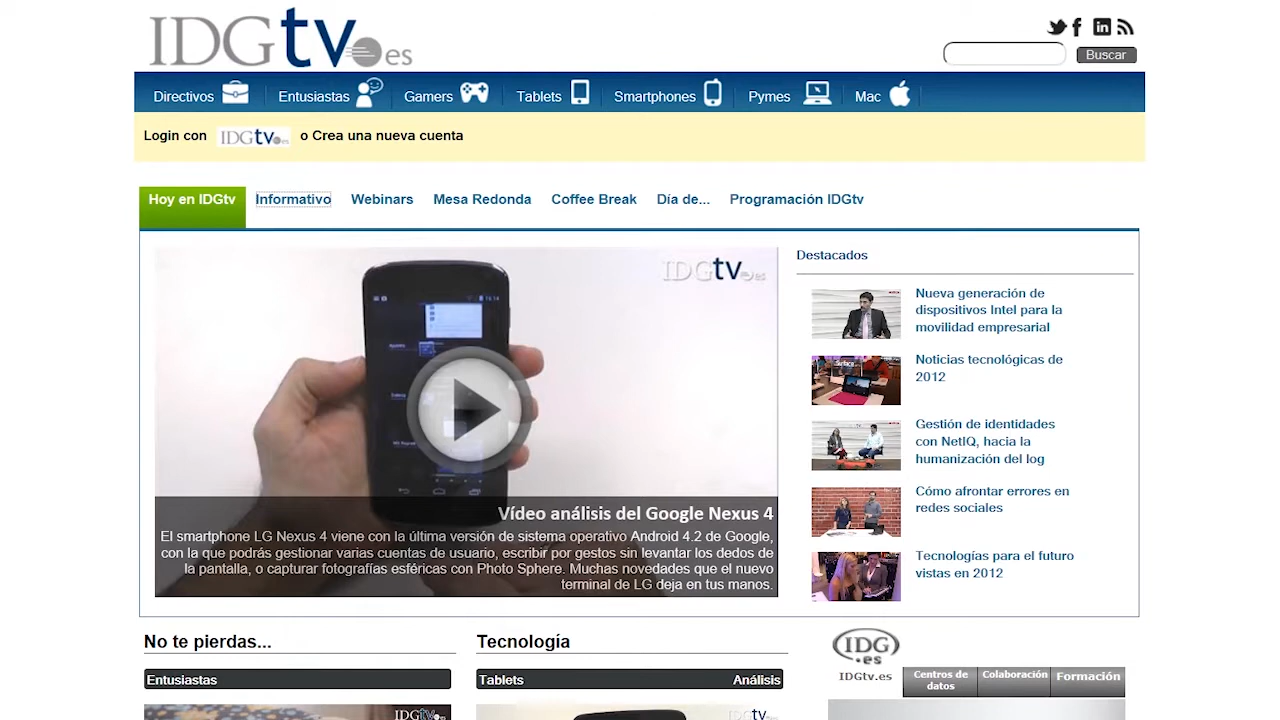 IDGtv.es
Buscar
Directivos
Entusiastas
Gamers
Tablets
Smartphones
Pymes
Mac
Login con IDGtv.es o Crea una nueva cuenta
Hoy en IDGtv
Informativo
Webinars
Mesa Redonda
Coffee Break
Día de...
Programación IDGtv
IDGtv.es
Vídeo análisis del Google Nexus 4
El smartphone LG Nexus 4 viene con la última versión de sistema operativo Android 4.2 de Google,
con la que podrás gestionar varias cuentas de usuario, escribir por gestos sin levantar los dedos de
la pantalla, o capturar fotografías esféricas con Photo Sphere. Muchas novedades que el nuevo
terminal de LG deja en tus manos.
Destacados
Nueva generación de
dispositivos Intel para la
movilidad empresarial
Noticias tecnológicas de
2012
Gestión de identidades
con NetIQ, hacia la
humanización del log
Cómo afrontar errores en
redes sociales
Tecnologías para el futuro
vistas en 2012
No te pierdas...
Entusiastas
IDGtv.es
Tecnología
Tablets
Análisis
IDGtv.es
IDG
.es
IDGtv.es
Centros de
datos
Colaboración
Formación